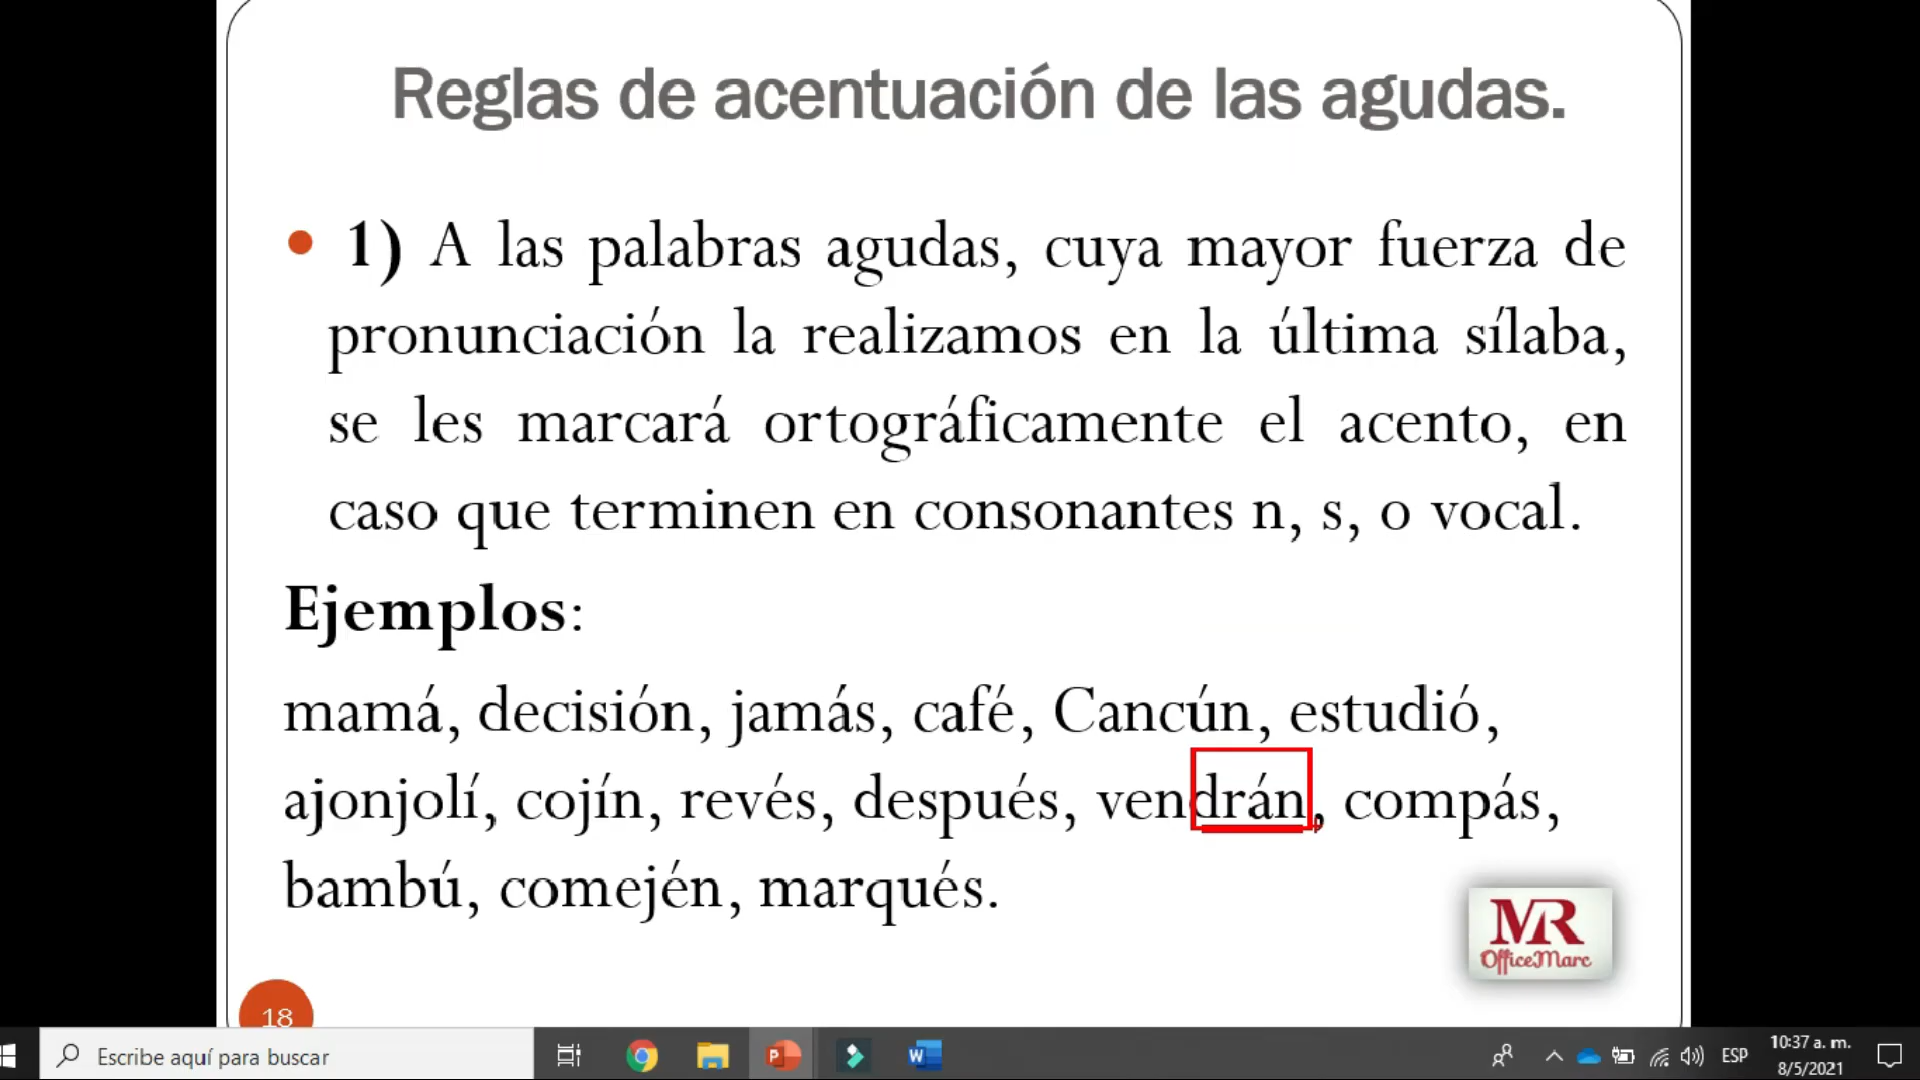 Reglas de acentuación de las agudas.
• 1) A las palabras agudas, cuya mayor fuerza de
pronunciación la realizamos en la última sílaba,
se les marcará ortográficamente el acento, en
caso que terminen en consonantes n, s, o vocal.
Ejemplos:
mamá, decisión, jamás, café, Cancún, estudió,
ajonjolí, cojín, revés, después, vendrán, compás,
bambú, comején, marqués.
MR
OfficeMarc
18
Escribe aquí para buscar
ESP
10:37 a. m.
8/5/2021